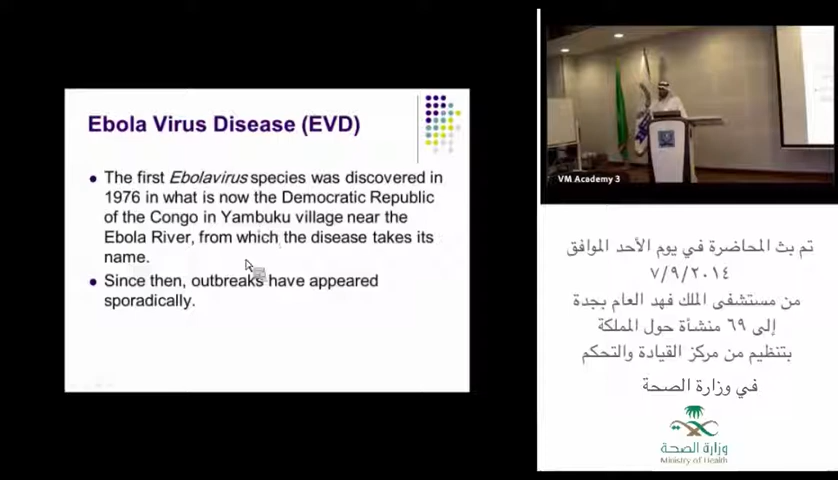 Ebola Virus Disease (EVD)
The first Ebolavirus species was discovered in
1976 in what is now the Democratic Republic
of the Congo in Yambuku village near the
Ebola River, from which the disease takes its
name.
Since then, outbreaks have appeared
sporadically.
VM Academy 3
تم بث المحاضرة في يوم الأحد الموافق
٧/٩/٢٠١٤
من مستشفى الملك فهد العام بجدة
إلى ٦٩ منشأة حول المملكة
بتنظيم من مركز القيادة والتحكم
في وزارة الصحة
وزارة الصحة
Ministry of Health